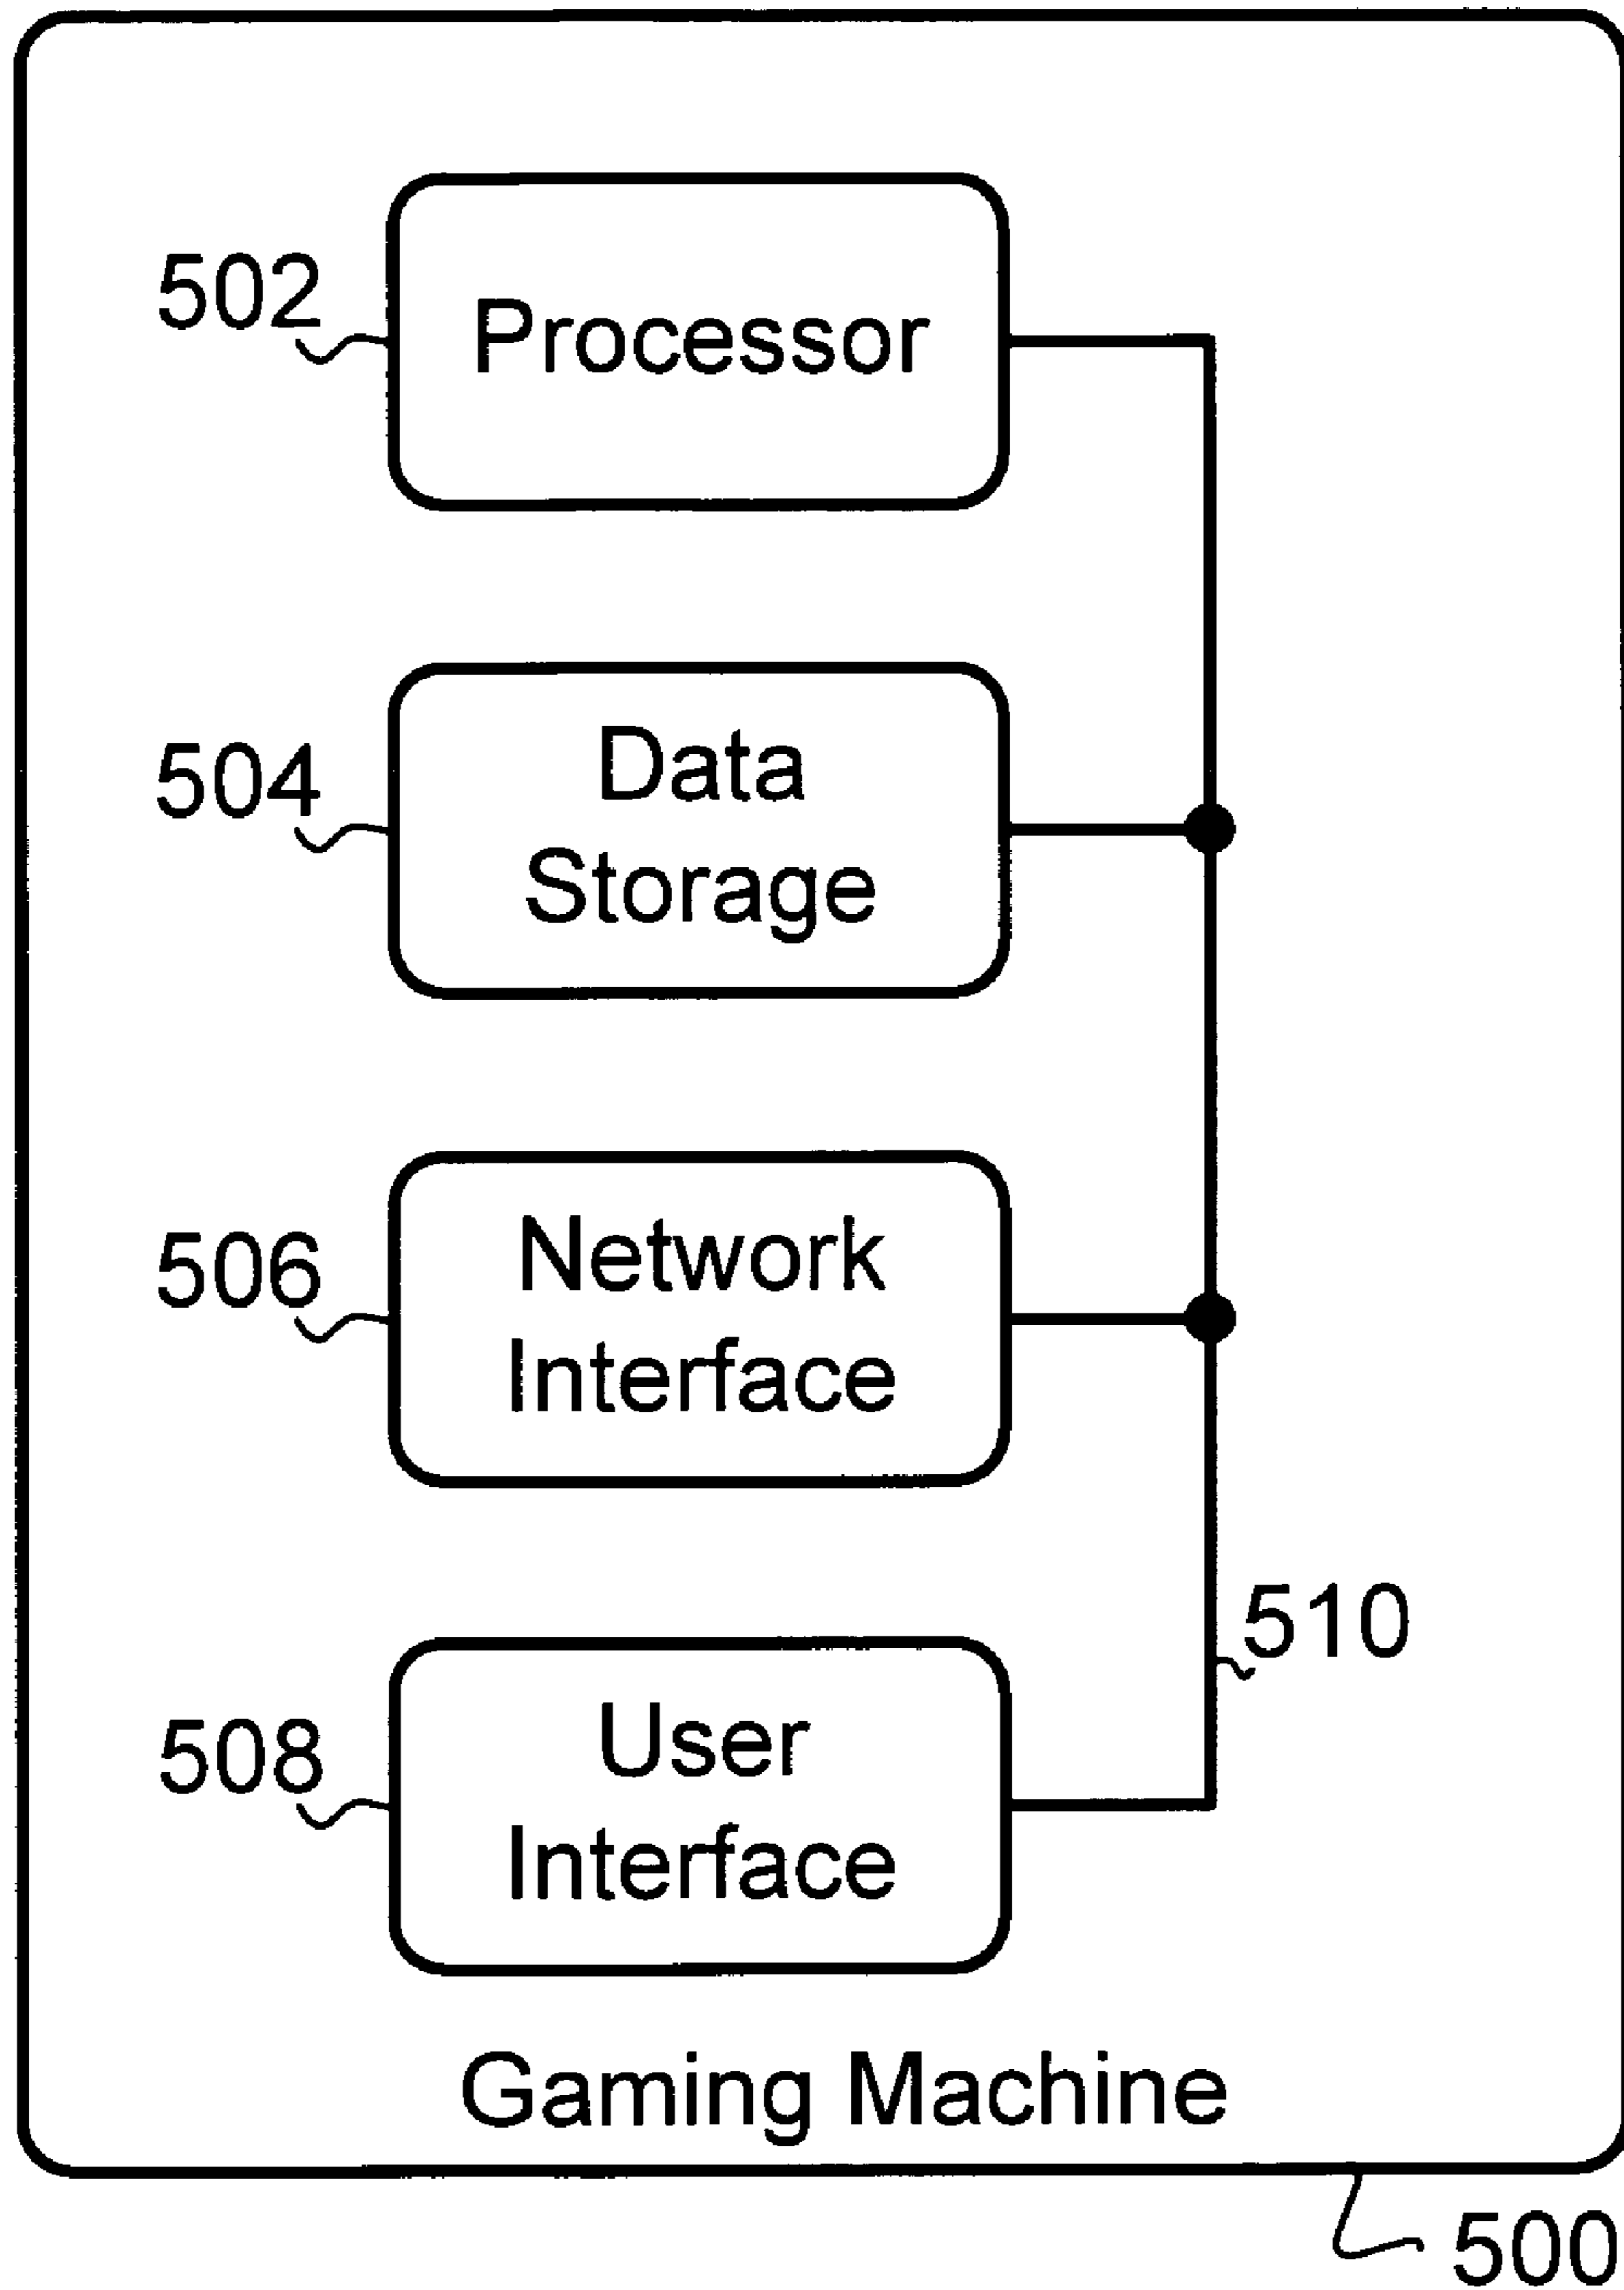 502
Processor
504
Data
Storage
506
Network
Interface
510
508
User
Interface
Gaming Machine
500